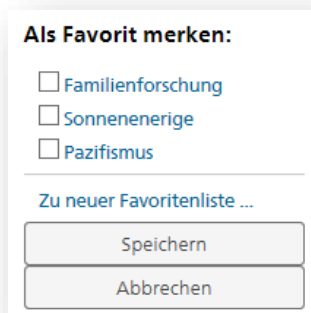 Als Favorit merken:
Familienforschung
Sonnenenerige
Pazifismus
Zu neuer Favoritenliste ...
Speichern
Abbrechen